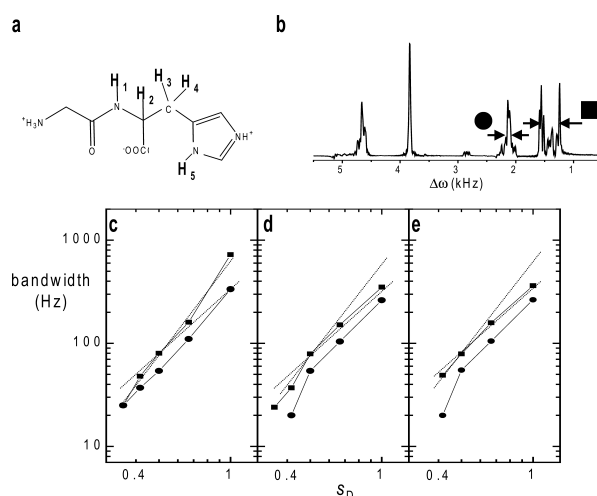 a
b
H1
H3
H4
H2
+H3N
N
C
NH+
O
-OOC
N
H5
5 4 3 2 1
Δω (kHz)
c
d
e
1000
bandwidth
(Hz)
100
10
0.4 1 0.4 1 0.4 1
sD